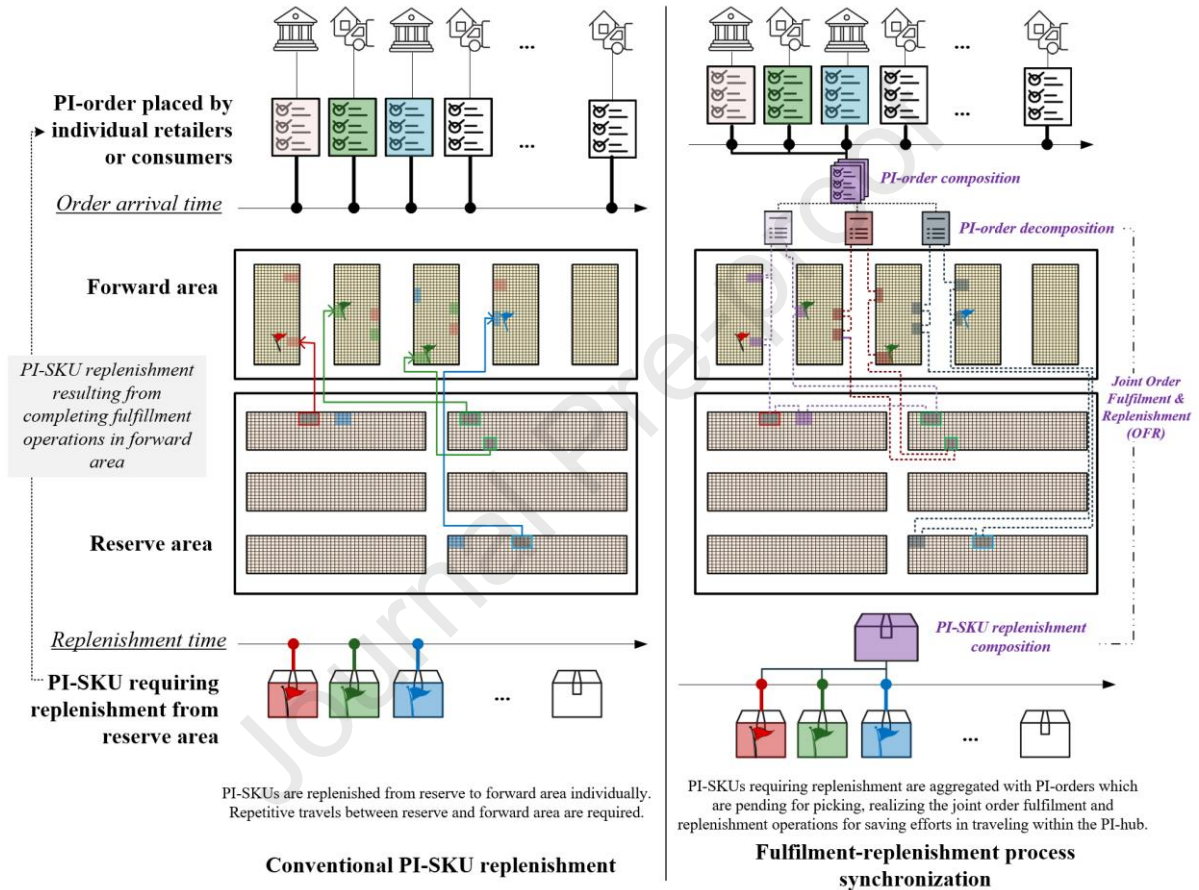 ...
PI-order placed by
individual retailers
or consumers
...
Order arrival time
Forward area
PI-SKU replenishment
resulting from
completing fulfillment
operations in forward
area
Reserve area
Replenishment time
PI-SKU requiring
replenishment from
reserve area
...
PI-SKUs are replenished from reserve to forward area individually.
Repetitive travels between reserve and forward area are required.
Conventional PI-SKU replenishment
...
...
PI-order composition
PI-order decomposition
Joint Order
Fulfilment &
Replenishment
(OFR)
PI-SKU replenishment
composition
...
PI-SKUs requiring replenishment are aggregated with PI-orders which
are pending for picking, realizing the joint order fulfilment and
replenishment operations for saving efforts in traveling within the PI-hub.
Fulfilment-replenishment process
synchronization
Journal Pre-proof